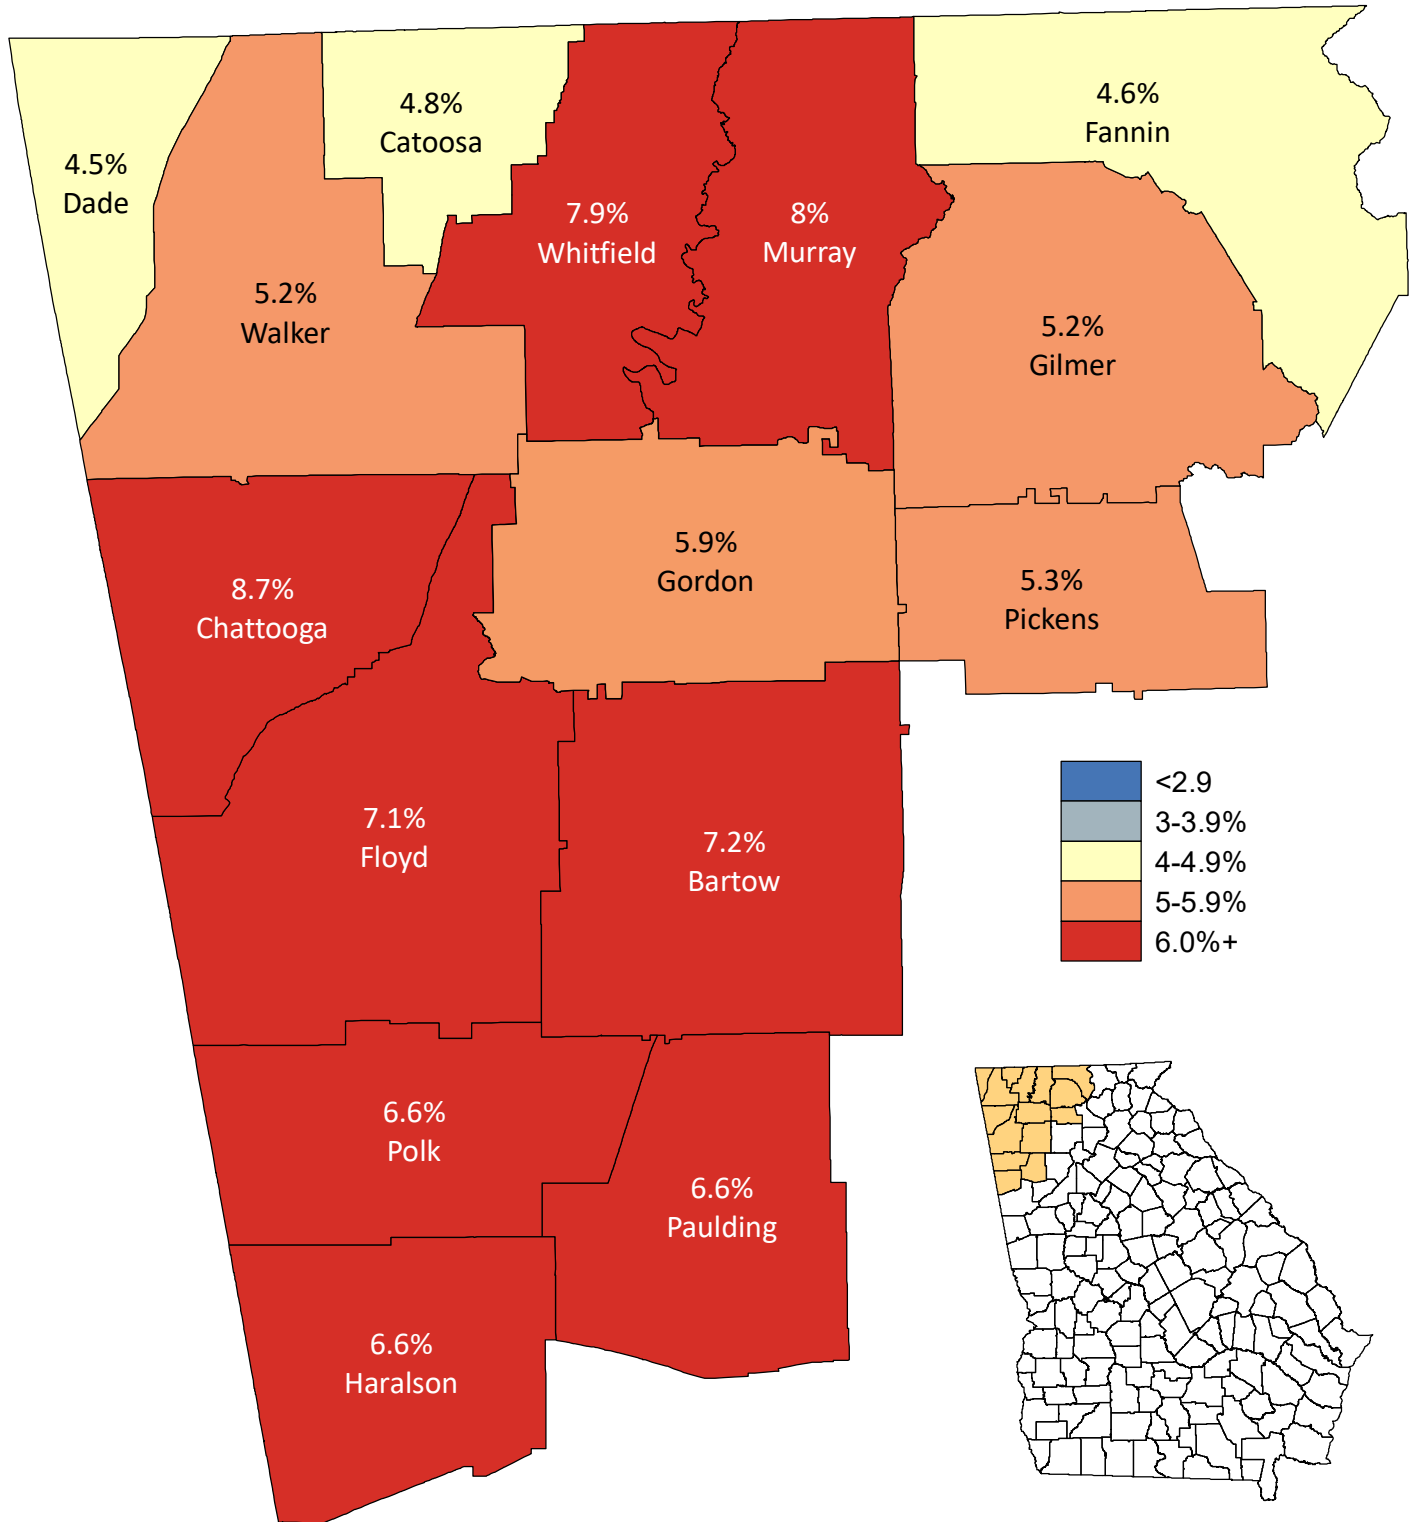 4.6%
Fannin
4.8%
Catoosa
4.5%
Dade
7.9%
Whitfield
8%
Murray
5.2%
Walker
5.2%
Gilmer
5.9%
Gordon
5.3%
Pickens
8.7%
Chattooga
7.1%
Floyd
7.2%
Bartow
<2.9
3-3.9%
4-4.9%
5-5.9%
6.0%+
6.6%
Polk
6.6%
Paulding
6.6%
Haralson